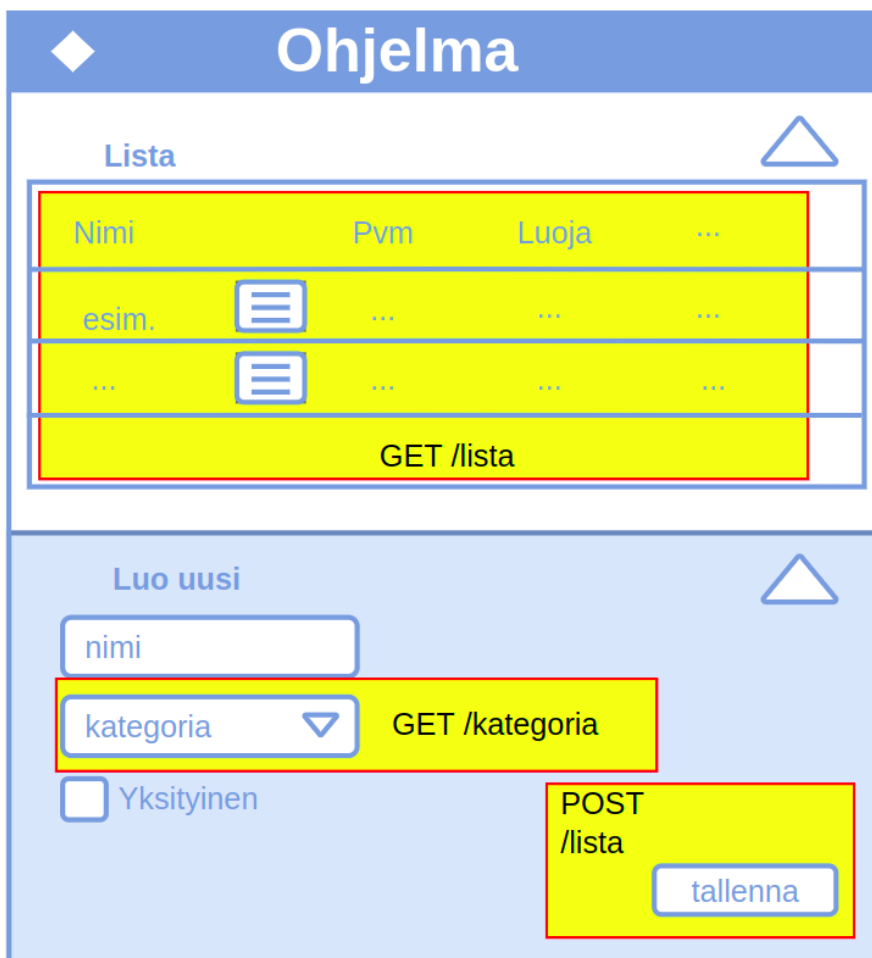 Ohjelma
Lista
Nimi Pvm Luoja ...
esim. ... ... ...
... ... ... ...
GET /lista
Luo uusi
nimi
kategoria GET /kategoria
Yksityinen
POST
/lista
tallenna